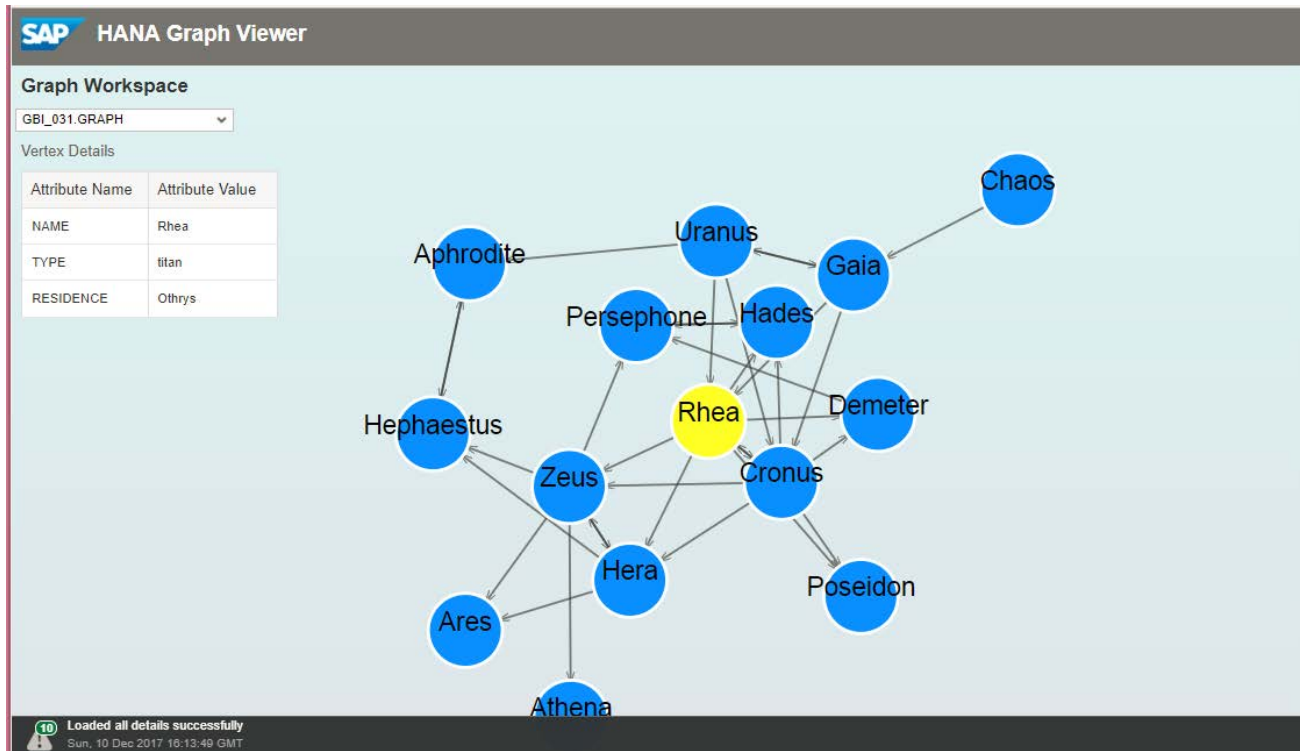 SAP HANA Graph Viewer
Graph Workspace
GBI_031.GRAPH
Vertex Details
Attribute Name Attribute Value
NAME Rhea
TYPE titan
RESIDENCE Othrys
Chaos
Uranus
Aphrodite
Gaia
Persephone
Hades
Rhea
Demeter
Hephaestus
Cronus
Zeus
Hera
Poseidon
Ares
Athena
10
Loaded all details successfully
Sun, 10 Dec 2017 16:13:49 GMT